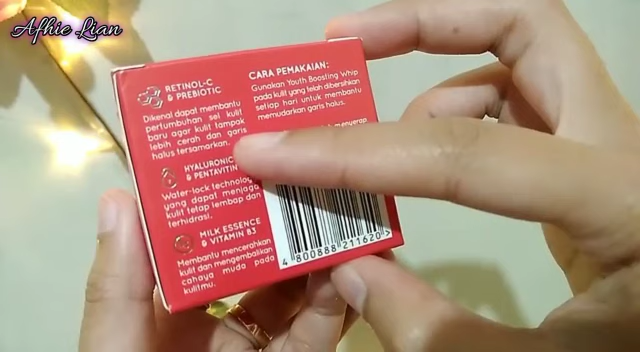 Afhie Lian
RETINOL-C
& PREBIOTIC
Dikenal dapat membantu
pertumbuhan sel kulit
baru agar kulit tampak
lebih cerah dan garis
halus tersamarkan.
HYALURONIC
& PENTAVITIN
Water-lock technology
yang dapat menjaga
kulit tetap lembap dan
terhidrasi.
MILK ESSENCE
& VITAMIN B3
Membantu mencerahkan
kulit dan mengembalikan
cahaya muda pada
kulitmu.
CARA PEMAKAIAN:
Gunakan Youth Boosting Whip
pada kulit yang telah dibersihkan
setiap hari untuk membantu
memudarkan garis halus.
menyerap
4 800888 211620 >